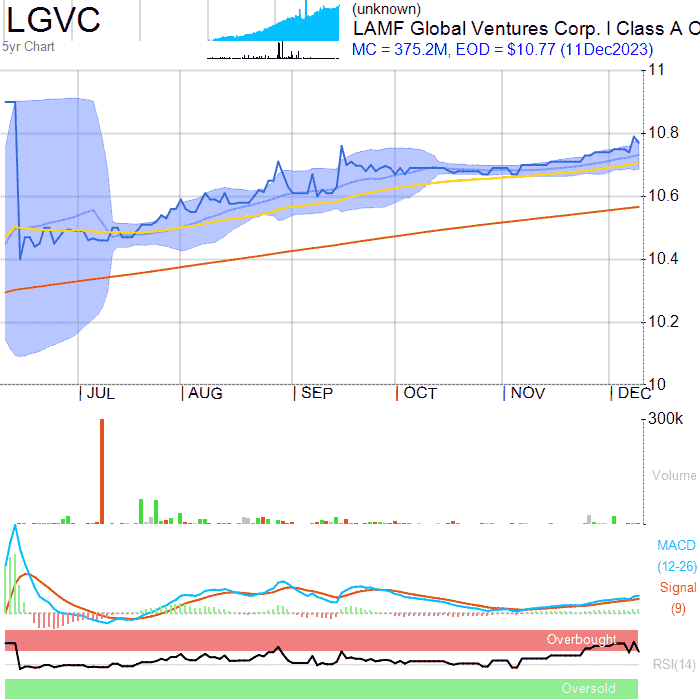 LGVC
5yr Chart
(unknown)
LAMF Global Ventures Corp. I Class A O
MC = 375.2M, EOD = $10.77 (11Dec2023)
11
10.8
10.6
10.4
10.2
10
JUL AUG SEP OCT NOV DEC
300k
Volume
MACD
(12-26)
Signal
(9)
Overbought
RSI(14)
Oversold